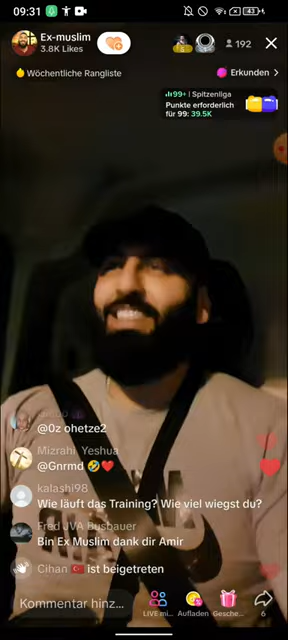 09:31
43
Ex-muslim
3.8K Likes
192
Wöchentliche Rangliste
Erkunden
99+ | Spitzenliga
Punkte erforderlich
für 99: 39.5K
@0z ohetze2
Mizrahi Yeshua
@Gnrmd 🤣❤️
kalashi98
Wie läuft das Training? Wie viel wiegst du?
Fred JVA Busbauer
Bin Ex Muslim dank dir Amir
Cihan 🇹🇷 ist beigetreten
Kommentar hinz...
LIVE mi...
Aufladen
Gesche...
6